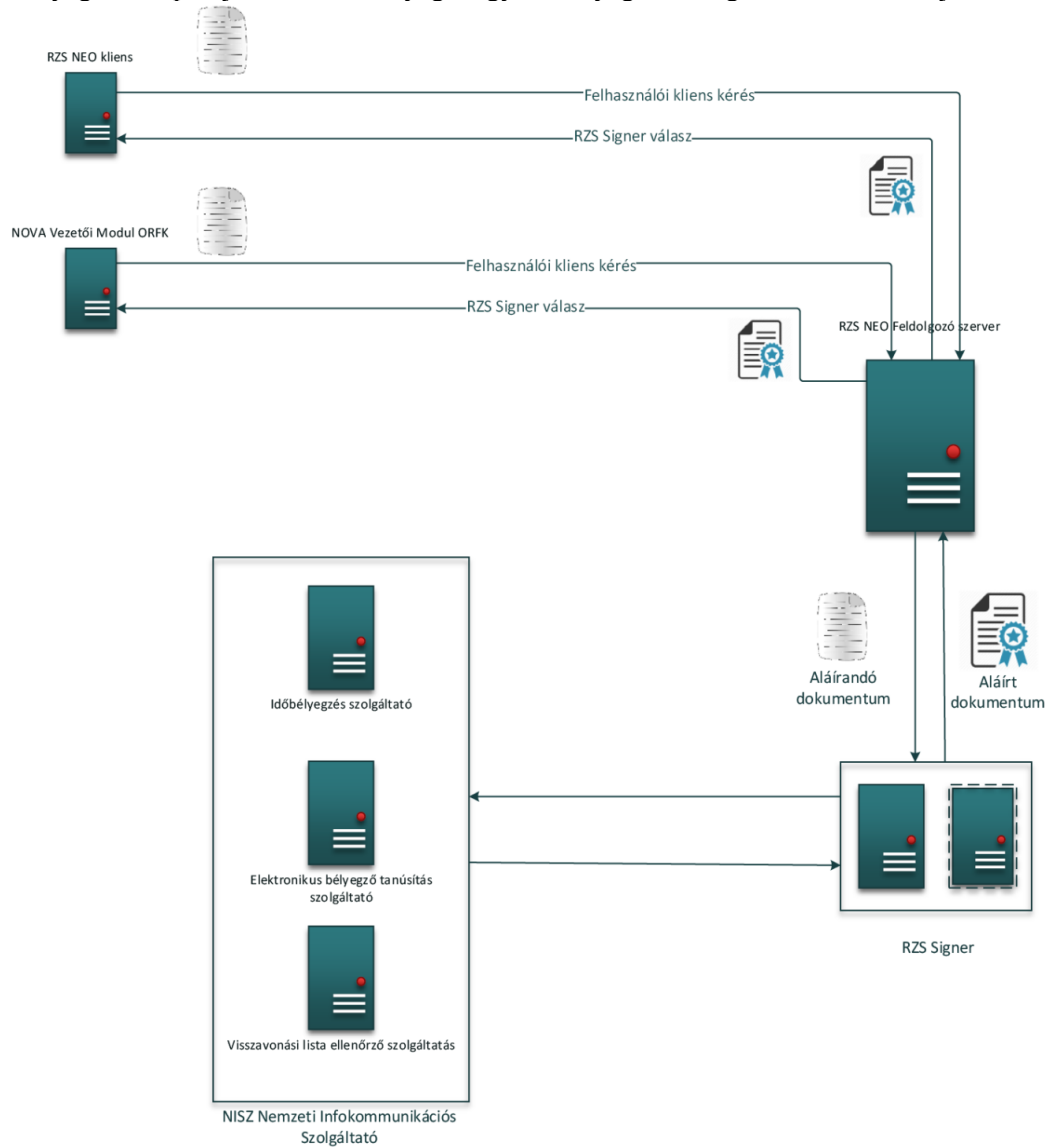 RZS NEO kliens
Felhasználói kliens kérés
RZS Signer válasz
NOVA Vezetői Modul ORFK
Felhasználói kliens kérés
RZS Signer válasz
RZS NEO Feldolgozó szerver
Aláírandó
dokumentum
Aláírt
dokumentum
Időbélyegzés szolgáltató
Elektronikus bélyegző tanúsítás
szolgáltató
Visszavonási lista ellenőrző szolgáltatás
RZS Signer
NISZ Nemzeti Infokommunikációs
Szolgáltató